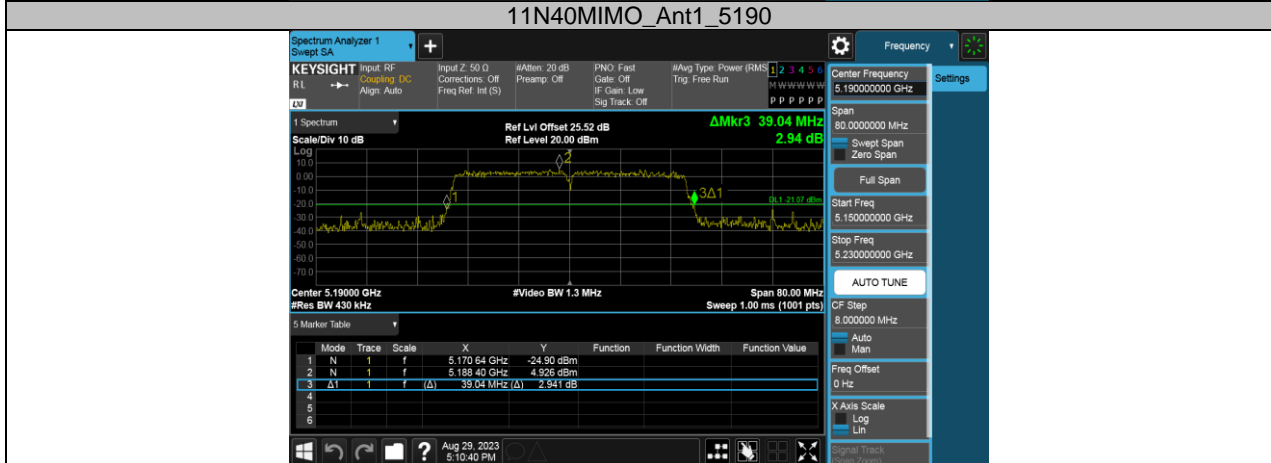 11N40MIMO_Ant1_5190
Spectrum Analyzer 1
Swept SA
Frequency
KEYSIGHT
RL
LXI
Input: RF
Coupling: DC
Align: Auto
Input Z: 50 Ω
Corrections: Off
Freq Ref: Int (S)
#Atten: 20 dB
Preamp: Off
PNO: Fast
Gate: Off
IF Gain: Low
Sig Track: Off
#Avg Type: Power (RMS
Trig: Free Run
1 2 3 4 5 6
M W W W W W
P P P P P P
1 Spectrum
Scale/Div 10 dB
Log
Ref Lvl Offset 25.52 dB
Ref Level 20.00 dBm
ΔMkr3 39.04 MHz
2.94 dB
10.0
0.00
-10.0
-20.0
-30.0
-40.0
-50.0
-60.0
-70.0
1
2
3Δ1
DL1 -21.07 dBm
Center 5.19000 GHz
#Res BW 430 kHz
#Video BW 1.3 MHz
Span 80.00 MHz
Sweep 1.00 ms (1001 pts)
5 Marker Table
Mode Trace Scale X Y Function Function Width Function Value
1 N 1 f 5.170 64 GHz -24.90 dBm
2 N 1 f 5.188 40 GHz 4.926 dBm
3 Δ1 1 f (Δ) 39.04 MHz (Δ) 2.941 dB
4
5
6
Aug 29, 2023
5:10:40 PM
Center Frequency
5.190000000 GHz
Settings
Span
80.0000000 MHz
Swept Span
Zero Span
Full Span
Start Freq
5.150000000 GHz
Stop Freq
5.230000000 GHz
AUTO TUNE
CF Step
8.000000 MHz
Auto
Man
Freq Offset
0 Hz
X Axis Scale
Log
Lin
Signal Track
(Span Zoom)